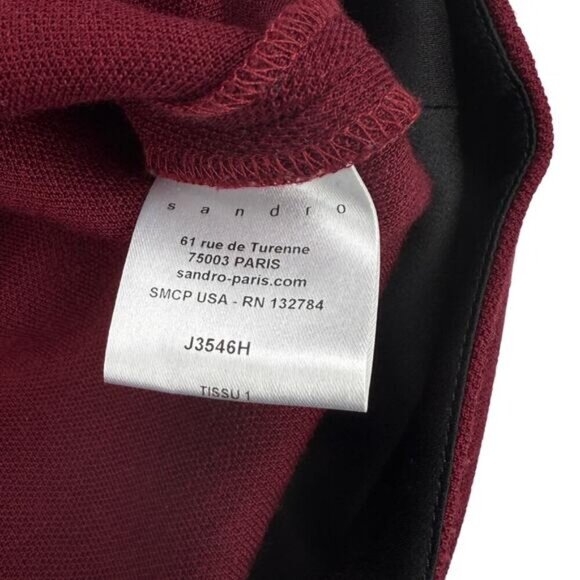 sandro
61 rue de Turenne
75003 PARIS
sandro-paris.com
SMCP USA - RN 132784
J3546H
TISSU 1